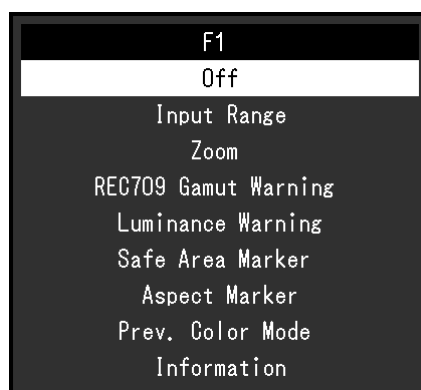 F1
Off
Input Range
Zoom
REC709 Gamut Warning
Luminance Warning
Safe Area Marker
Aspect Marker
Prev. Color Mode
Information